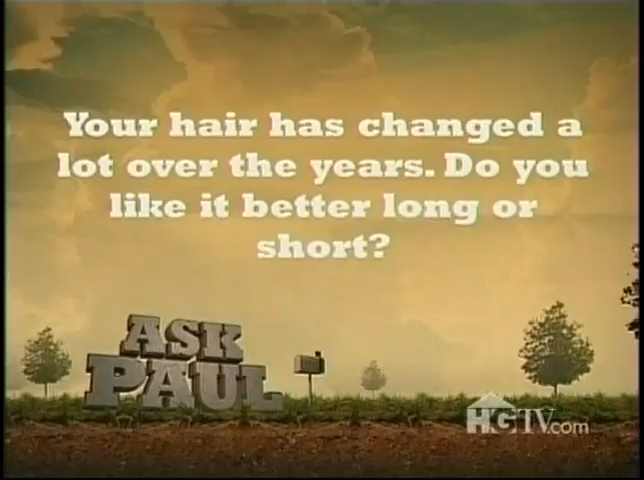 Your hair has changed a
lot over the years. Do you
like it better long or
short?
ASK
PAUL
HGTV.com